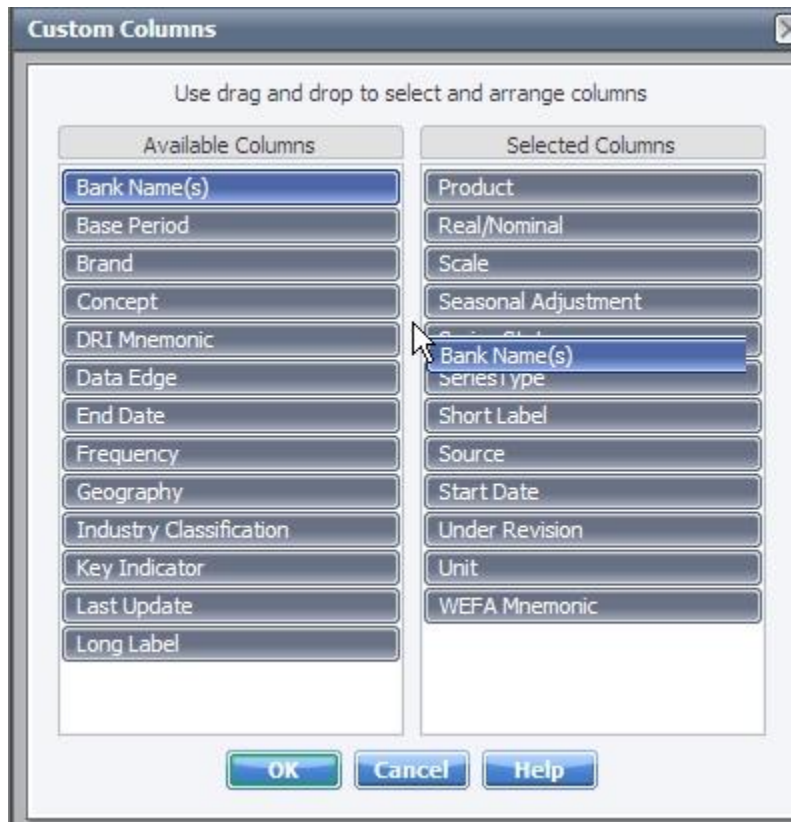 Custom Columns
Use drag and drop to select and arrange columns
Available Columns
Bank Name(s)
Base Period
Brand
Concept
DRI Mnemonic
Data Edge
End Date
Frequency
Geography
Industry Classification
Key Indicator
Last Update
Long Label
Selected Columns
Product
Real/Nominal
Scale
Seasonal Adjustment
Bank Name(s)
SeriesType
Short Label
Source
Start Date
Under Revision
Unit
WEFA Mnemonic
OK
Cancel
Help